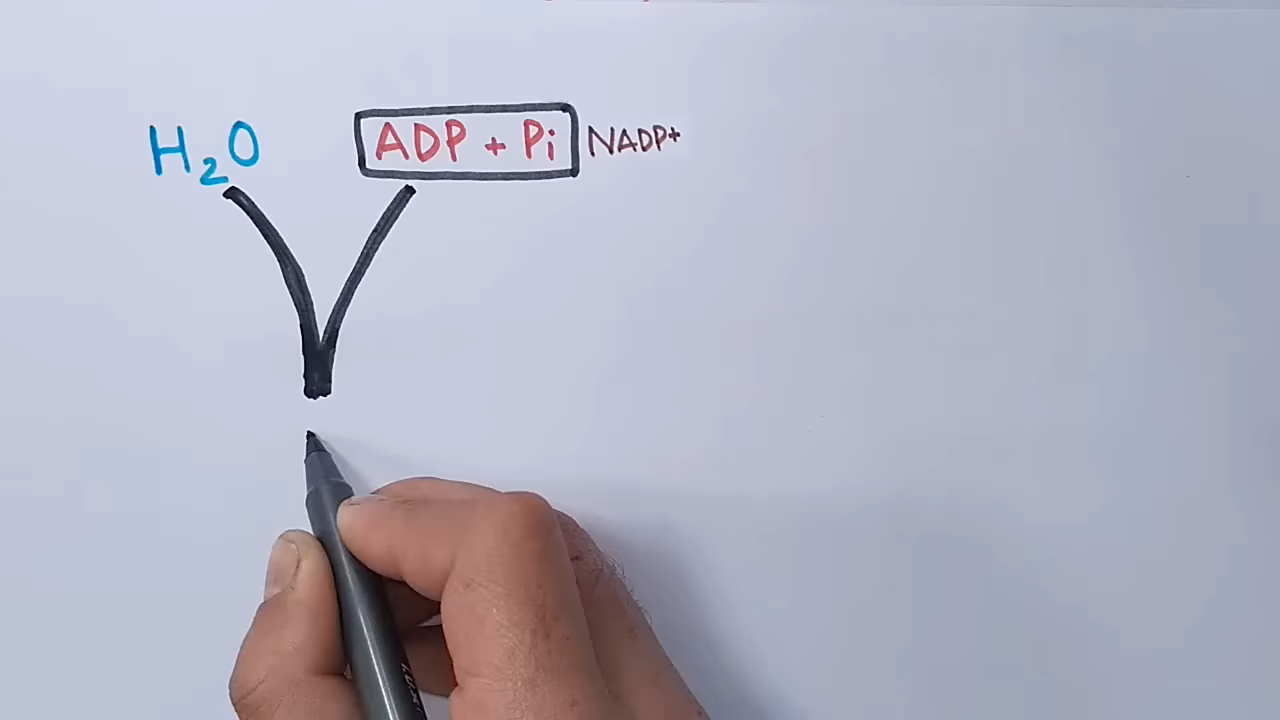 H₂O ADP + Pi NADP+